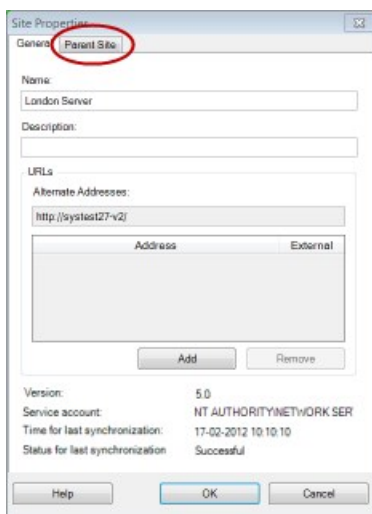 Site Properties
General Parent Site
Name:
London Server
Description:
URLs
Alternate Addresses:
http://systest27-v2/
Address External
Add Remove
Version: 5.0
Service account: NT AUTHORITY\NETWORK SER
Time for last synchronization: 17-02-2012 10:10:10
Status for last synchronization Successful
Help OK Cancel